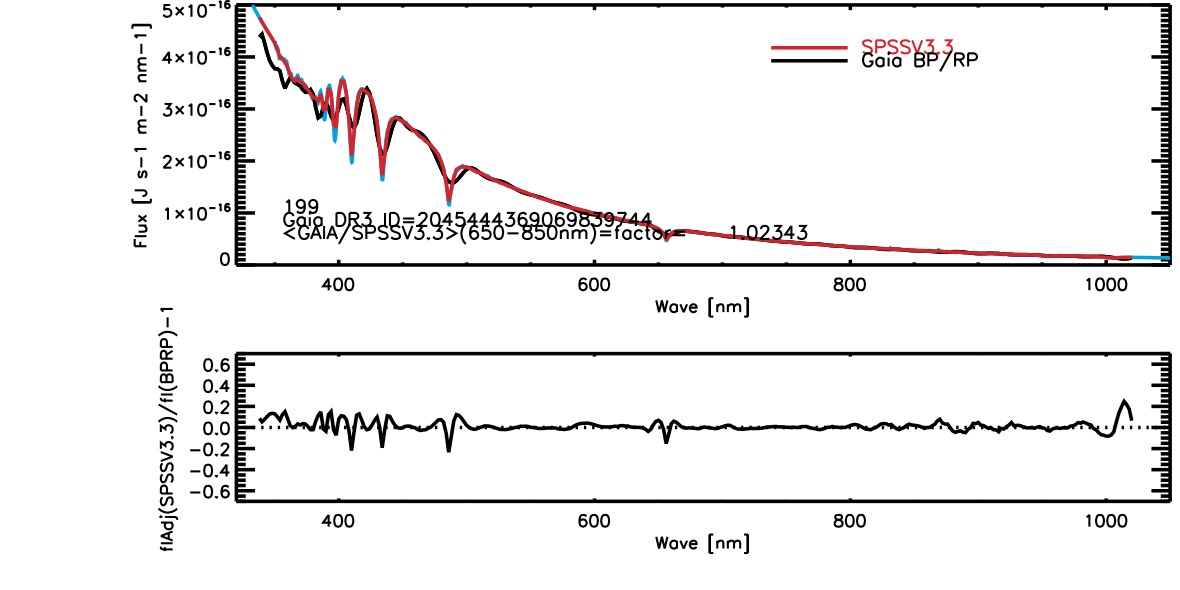 5×10−16
4×10−16
3×10−16
2×10−16
1×10−16
0
Flux [J s−1 m−2 nm−1]
SPSSV3.3
Gaia BP/RP
199
Gaia DR3 ID=2045444369069839744
<GAIA/SPSSV3.3>(650−850nm)=factor= 1.02343
400 600 800 1000
Wave [nm]
flAdj(SPSSV3.3)/fl(BPRP)−1
0.6
0.4
0.2
0.0
−0.2
−0.4
−0.6
400 600 800 1000
Wave [nm]